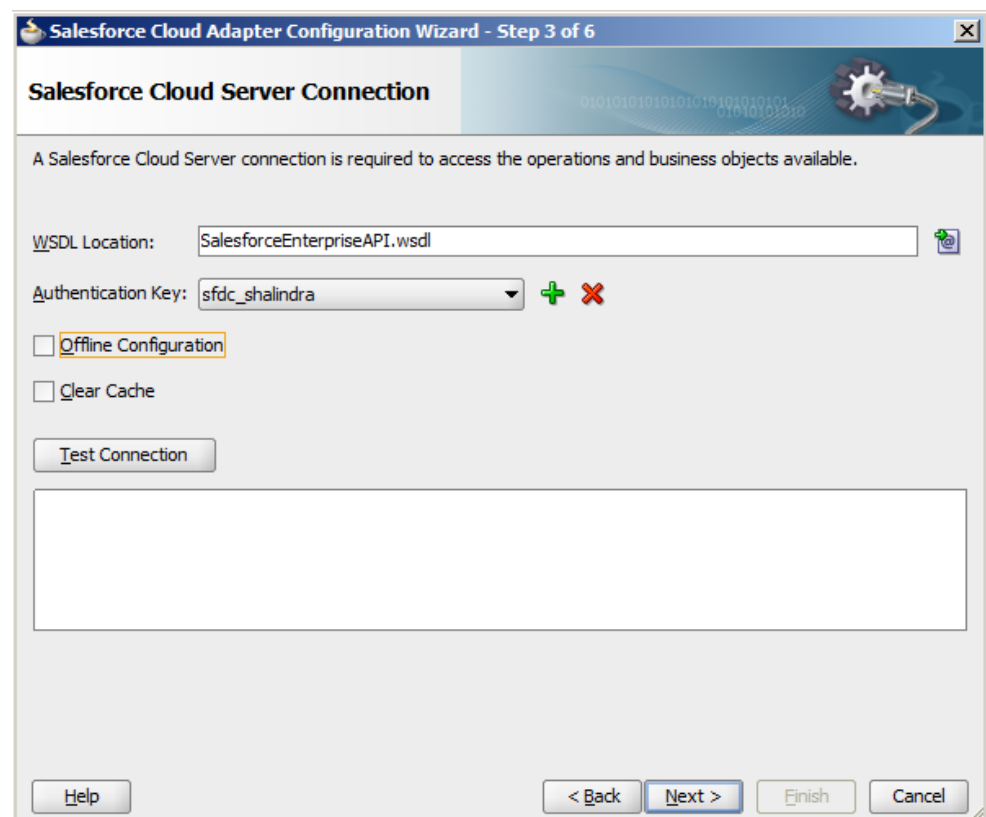 Salesforce Cloud Adapter Configuration Wizard - Step 3 of 6
Salesforce Cloud Server Connection
A Salesforce Cloud Server connection is required to access the operations and business objects available.
WSDL Location: SalesforceEnterpriseAPI.wsdl
Authentication Key: sfdc_shalindra
Offline Configuration
Clear Cache
Test Connection
Help < Back Next > Finish Cancel